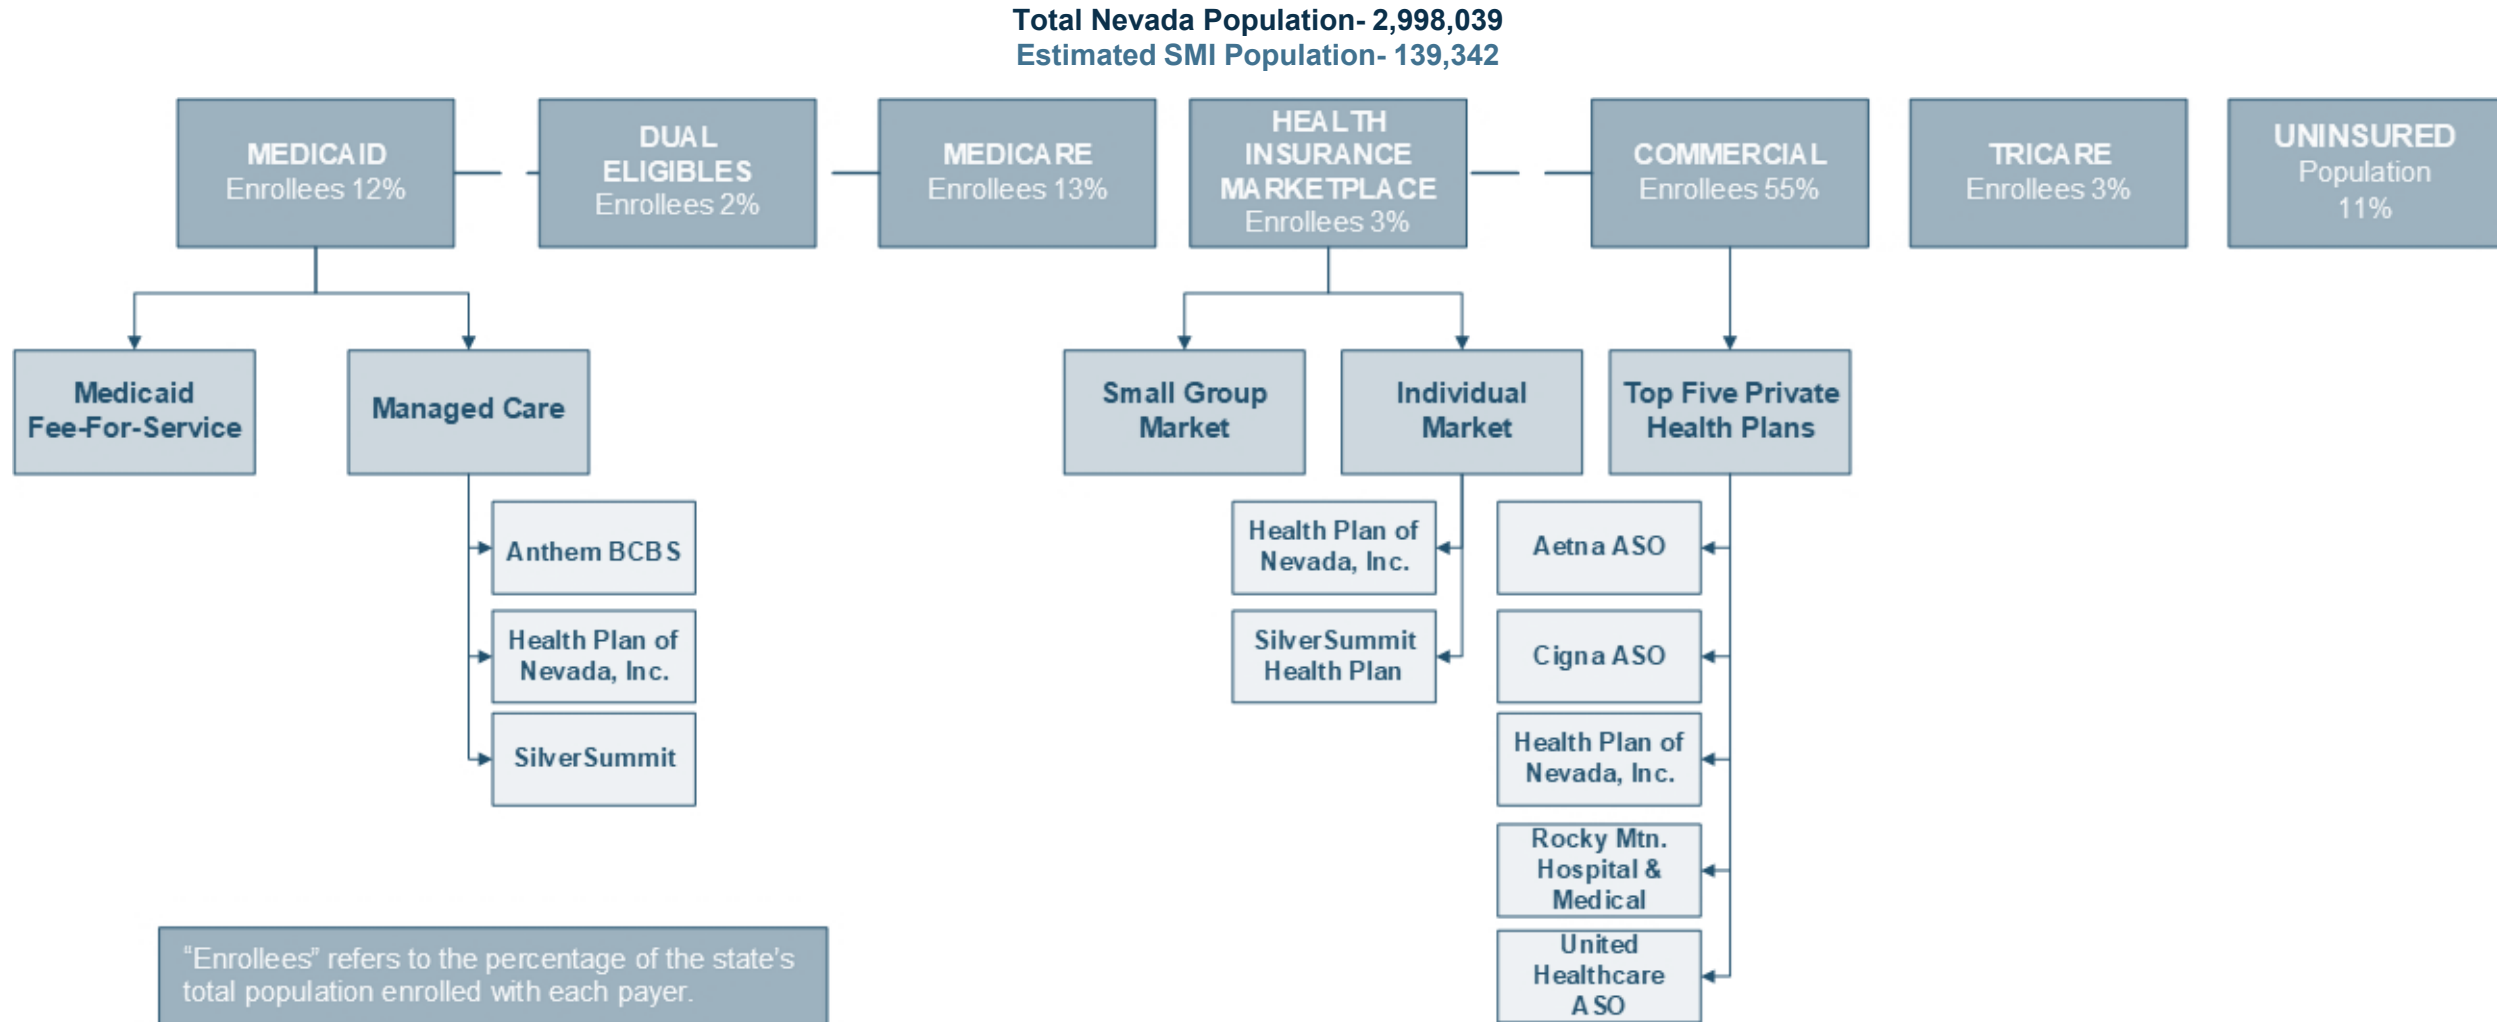 Total Nevada Population- 2,998,039
Estimated SMI Population- 139,342
MEDICAID
Enrollees 12%
DUAL
ELIGIBLES
Enrollees 2%
MEDICARE
Enrollees 13%
HEALTH
INSURANCE
MARKETPLACE
Enrollees 3%
COMMERCIAL
Enrollees 55%
TRICARE
Enrollees 3%
UNINSURED
Population
11%
Medicaid
Fee-For-Service
Managed Care
Small Group
Market
Individual
Market
Top Five Private
Health Plans
Anthem BCBS
Health Plan of
Nevada, Inc.
SilverSummit
Health Plan of
Nevada, Inc.
SilverSummit
Health Plan
Aetna ASO
Cigna ASO
Health Plan of
Nevada, Inc.
Rocky Mtn.
Hospital &
Medical
United
Healthcare
ASO
“Enrollees” refers to the percentage of the state’s
total population enrolled with each payer.